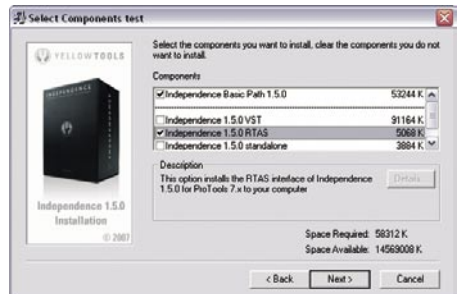 Select Components test
YELLOWTOOLS
INDEPENDENCE
Independence 1.5.0
Installation
© 2007
Select the components you want to install, clear the components you do not
want to install.
Components
Independence Basic Path 1.5.0 53244 K
Independence 1.5.0 VST 91164 K
Independence 1.5.0 RTAS 5068 K
Independence 1.5.0 standalone 3884 K
Description
This option installs the RTAS interface of Independence
1.5.0 for ProTools 7.x to your computer
Details...
Space Required: 58312 K
Space Available: 14569008 K
< Back
Next >
Cancel